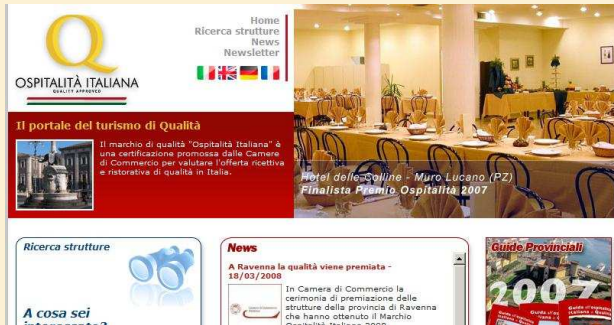 OSPITALITÀ ITALIANA
QUALITY APPROVED
Home
Ricerca strutture
News
Newsletter
Il portale del turismo di Qualità
Il marchio di qualità "Ospitalità Italiana" è
una certificazione promossa dalle Camere
di Commercio per valutare l'offerta ricettiva
e ristorativa di qualità in Italia.
Hotel delle Colline - Muro Lucano (PZ)
Finalista Premio Ospitalità 2007
Ricerca strutture
A cosa sei
interessato?
News
A Ravenna la qualità viene premiata -
18/03/2008
In Camera di Commercio la
cerimonia di premiazione delle
strutture della provincia di Ravenna
che hanno ottenuto il Marchio
Ospitalità Italiana 2008
Guide Provinciali
2007